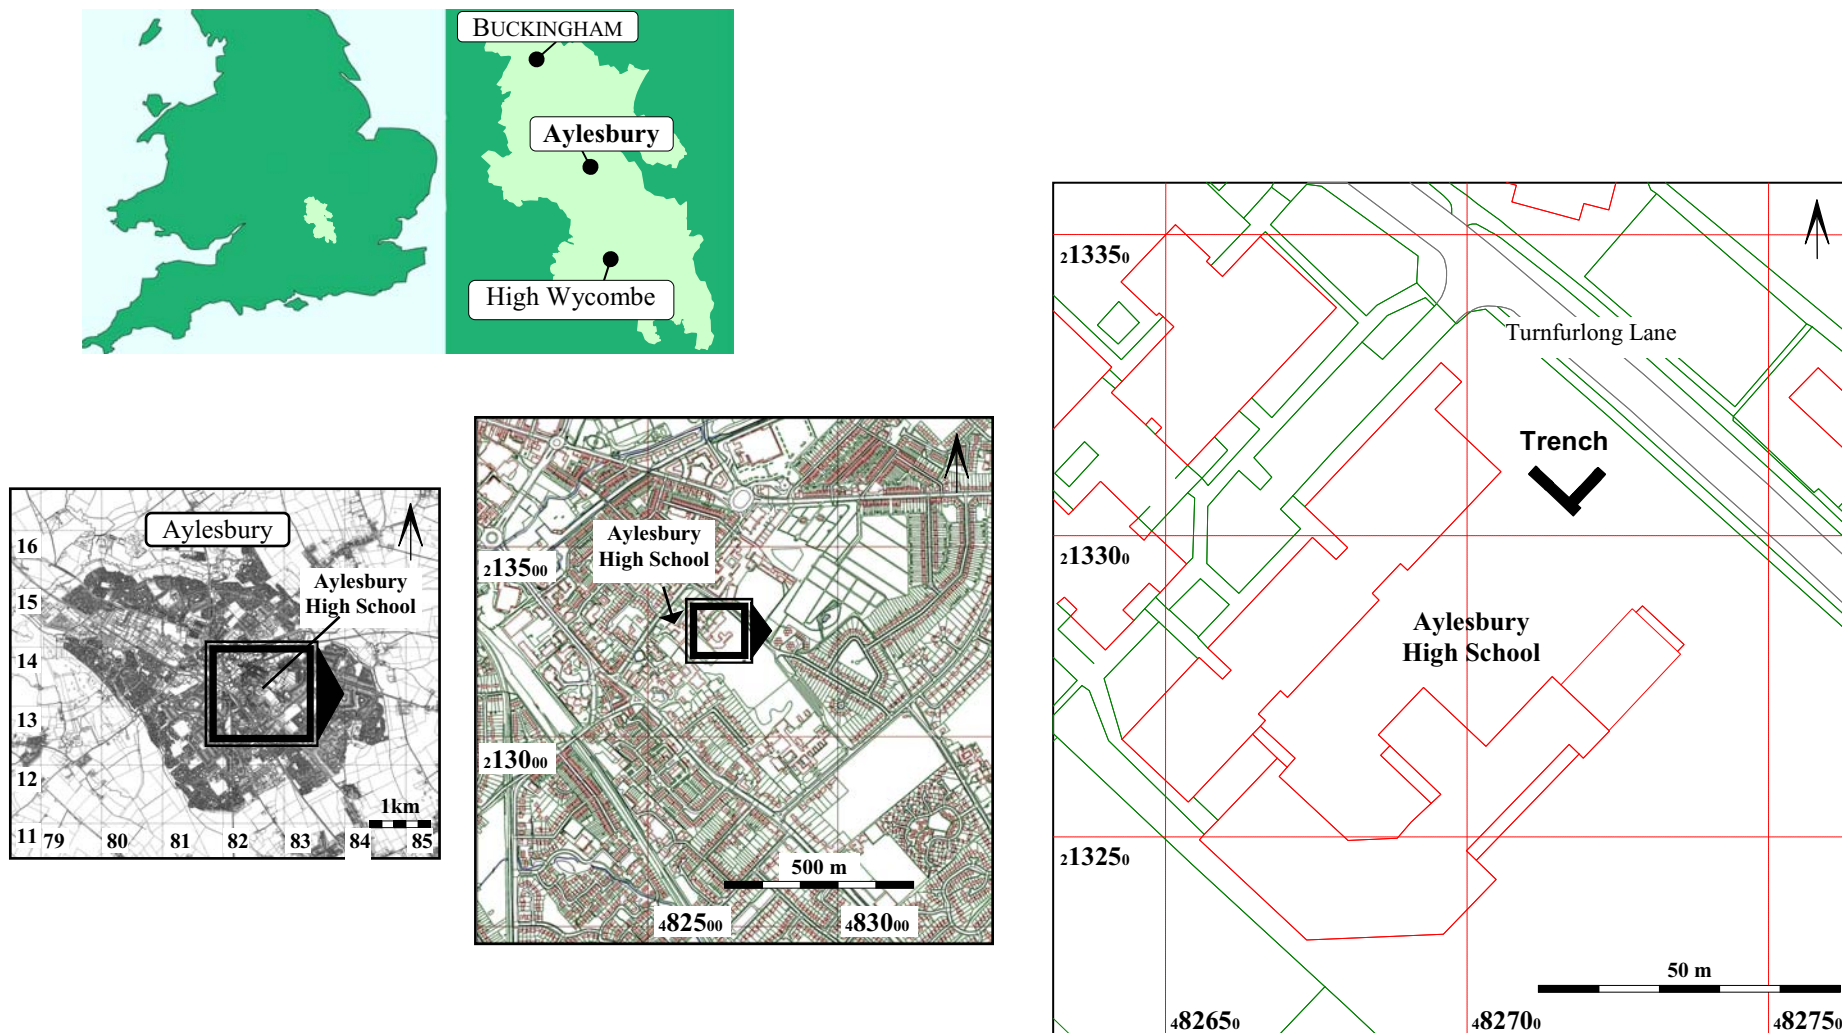 BUCKINGHAM
Aylesbury
High Wycombe
Aylesbury
Aylesbury
High School
16
15
14
13
12
11
79
80
81
82
83
84
85
1km
Aylesbury
High School
213500
213000
500 m
482500
483000
213350
Turnfurlong Lane
Trench
213300
Aylesbury
High School
213250
50 m
482650
482700
482750